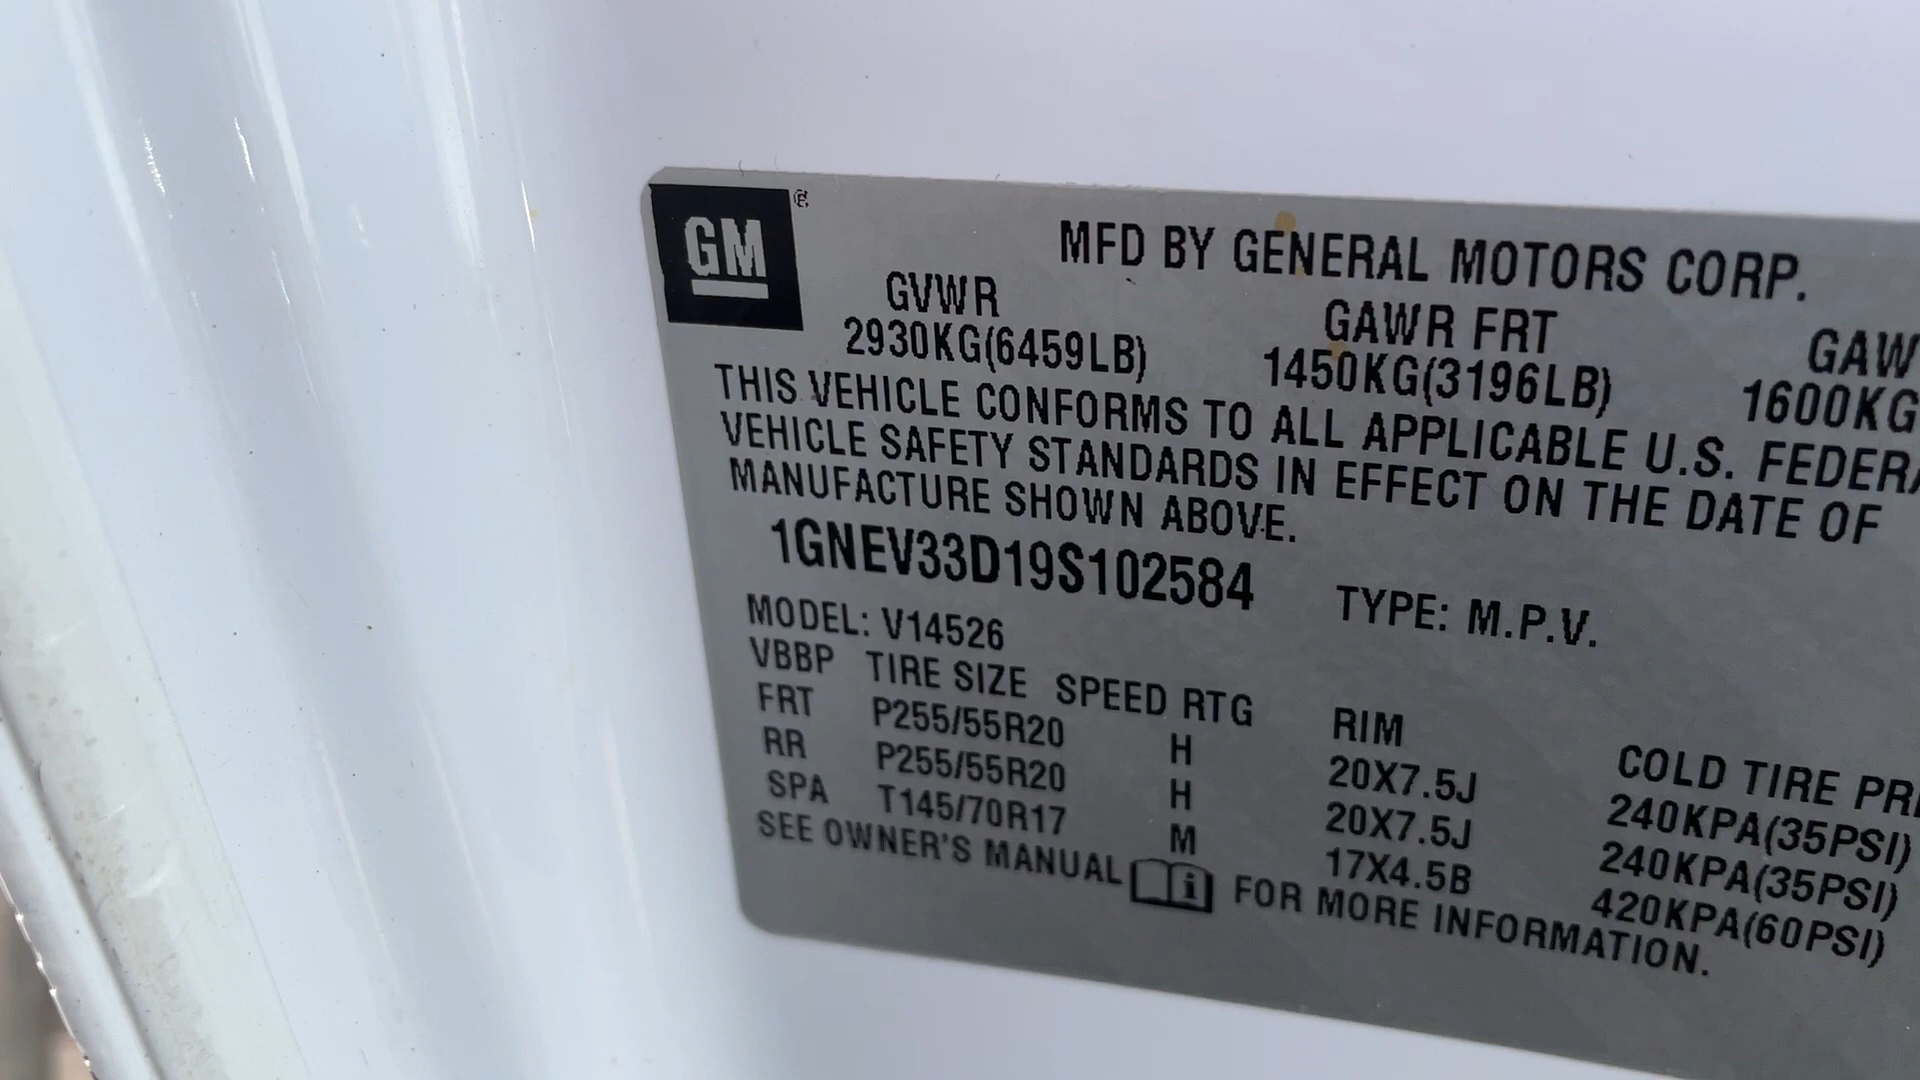 GM®
MFD BY GENERAL MOTORS CORP.
GVWR GAWR FRT GAW
2930KG(6459LB) 1450KG(3196LB) 1600KG
THIS VEHICLE CONFORMS TO ALL APPLICABLE U.S. FEDERA
VEHICLE SAFETY STANDARDS IN EFFECT ON THE DATE OF
MANUFACTURE SHOWN ABOVE.
1GNEV33D19S102584 TYPE: M.P.V.
MODEL: V14526
VBBP TIRE SIZE SPEED RTG RIM COLD TIRE PRE
FRT P255/55R20 H 20X7.5J 240KPA(35PSI)
RR P255/55R20 H 20X7.5J 240KPA(35PSI)
SPA T145/70R17 M 17X4.5B 420KPA(60PSI)
SEE OWNER'S MANUAL i FOR MORE INFORMATION.